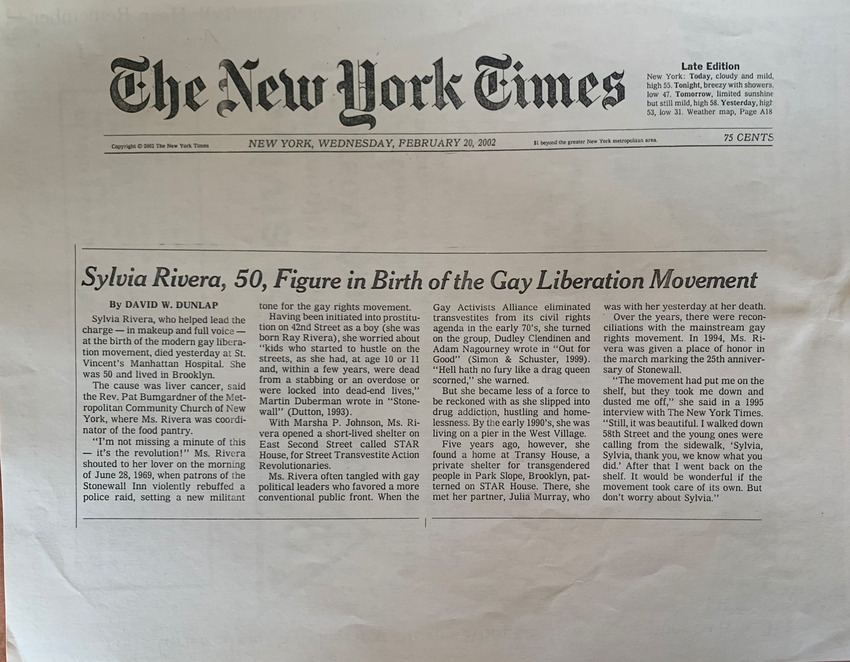 The New York Times
Late Edition
New York: Today, cloudy and mild,
high 55. Tonight, breezy with showers,
low 47. Tomorrow, limited sunshine
but still mild, high 58. Yesterday, high
53, low 31. Weather map, Page A18
Copyright © 2002 The New York Times
NEW YORK, WEDNESDAY, FEBRUARY 20, 2002
$1 beyond the greater New York metropolitan area.
75 CENTS
Sylvia Rivera, 50, Figure in Birth of the Gay Liberation Movement
By DAVID W. DUNLAP
Sylvia Rivera, who helped lead the
charge — in makeup and full voice —
at the birth of the modern gay libera-
tion movement, died yesterday at St.
Vincent's Manhattan Hospital. She
was 50 and lived in Brooklyn.
The cause was liver cancer, said
the Rev. Pat Bumgardner of the Met-
ropolitan Community Church of New
York, where Ms. Rivera was coordi-
nator of the food pantry.
"I'm not missing a minute of this
— it's the revolution!" Ms. Rivera
shouted to her lover on the morning
of June 28, 1969, when patrons of the
Stonewall Inn violently rebuffed a
police raid, setting a new militant
tone for the gay rights movement.
Having been initiated into prostitu-
tion on 42nd Street as a boy (she was
born Ray Rivera), she worried about
"kids who started to hustle on the
streets, as she had, at age 10 or 11
and, within a few years, were dead
from a stabbing or an overdose or
were locked into dead-end lives,"
Martin Duberman wrote in "Stone-
wall" (Dutton, 1993).
With Marsha P. Johnson, Ms. Ri-
vera opened a short-lived shelter on
East Second Street called STAR
House, for Street Transvestite Action
Revolutionaries.
Ms. Rivera often tangled with gay
political leaders who favored a more
conventional public front. When the
Gay Activists Alliance eliminated
transvestites from its civil rights
agenda in the early 70's, she turned
on the group, Dudley Clendinen and
Adam Nagourney wrote in "Out for
Good" (Simon & Schuster, 1999).
"Hell hath no fury like a drag queen
scorned," she warned.
But she became less of a force to
be reckoned with as she slipped into
drug addiction, hustling and home-
lessness. By the early 1990's, she was
living on a pier in the West Village.
Five years ago, however, she
found a home at Transy House, a
private shelter for transgendered
people in Park Slope, Brooklyn, pat-
terned on STAR House. There, she
met her partner, Julia Murray, who
was with her yesterday at her death.
Over the years, there were recon-
ciliations with the mainstream gay
rights movement. In 1994, Ms. Ri-
vera was given a place of honor in
the march marking the 25th anniver-
sary of Stonewall.
"The movement had put me on the
shelf, but they took me down and
dusted me off," she said in a 1995
interview with The New York Times.
"Still, it was beautiful. I walked down
58th Street and the young ones were
calling from the sidewalk, 'Sylvia,
Sylvia, thank you, we know what you
did.' After that I went back on the
shelf. It would be wonderful if the
movement took care of its own. But
don't worry about Sylvia."